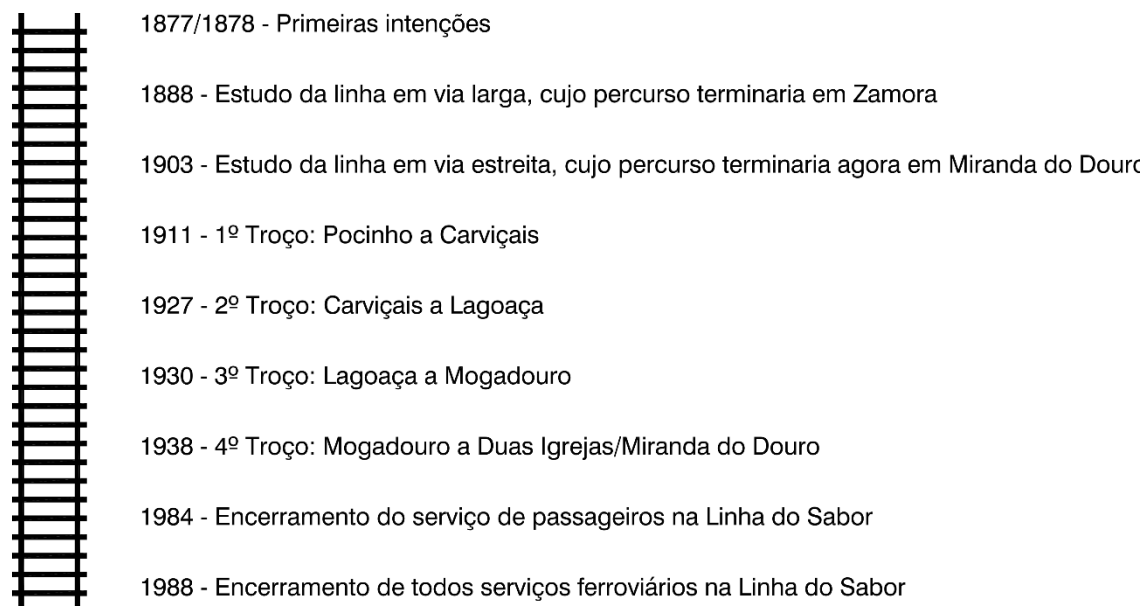 1877/1878 - Primeiras intenções
1888 - Estudo da linha em via larga, cujo percurso terminaria em Zamora
1903 - Estudo da linha em via estreita, cujo percurso terminaria agora em Miranda do Douro
1911 - 1º Troço: Pocinho a Carviçais
1927 - 2º Troço: Carviçais a Lagoaça
1930 - 3º Troço: Lagoaça a Mogadouro
1938 - 4º Troço: Mogadouro a Duas Igrejas/Miranda do Douro
1984 - Encerramento do serviço de passageiros na Linha do Sabor
1988 - Encerramento de todos serviços ferroviários na Linha do Sabor